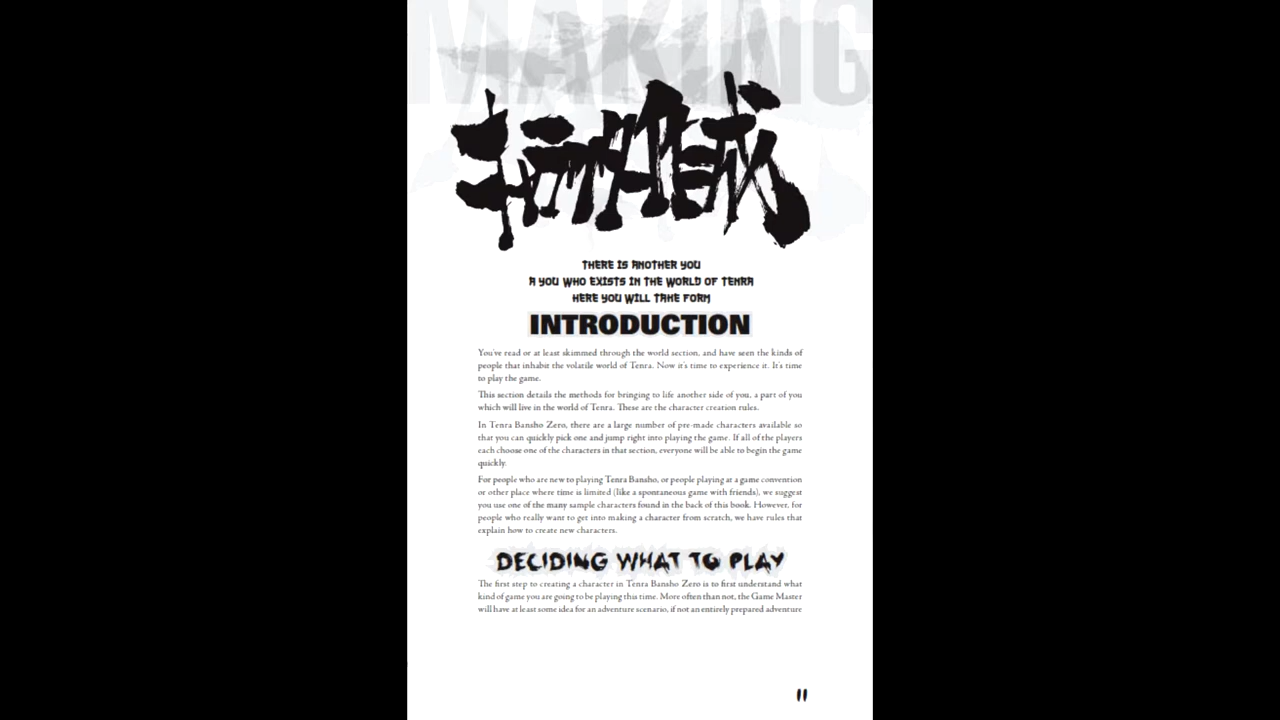 MAKING
THERE IS ANOTHER YOU
A YOU WHO EXISTS IN THE WORLD OF TENRA
HERE YOU WILL TAKE FORM
INTRODUCTION
You've read or at least skimmed through the world section, and have seen the kinds of
people that inhabit the volatile world of Tenra. Now it's time to experience it. It's time
to play the game.
This section details the methods for bringing to life another side of you, a part of you
which will live in the world of Tenra. These are the character creation rules.
In Tenra Bansho Zero, there are a large number of pre-made characters available so
that you can quickly pick one and jump right into playing the game. If all of the players
each choose one of the characters in that section, everyone will be able to begin the game
quickly.
For people who are new to playing Tenra Bansho, or people playing at a game convention
or other place where time is limited (like a spontaneous game with friends), we suggest
you use one of the many sample characters found in the back of this book. However, for
people who really want to get into making a character from scratch, we have rules that
explain how to create new characters.
DECIDING WHAT TO PLAY
The first step to creating a character in Tenra Bansho Zero is to first understand what
kind of game you are going to be playing this time. More often than not, the Game Master
will have at least some idea for an adventure scenario, if not an entirely prepared adventure
11